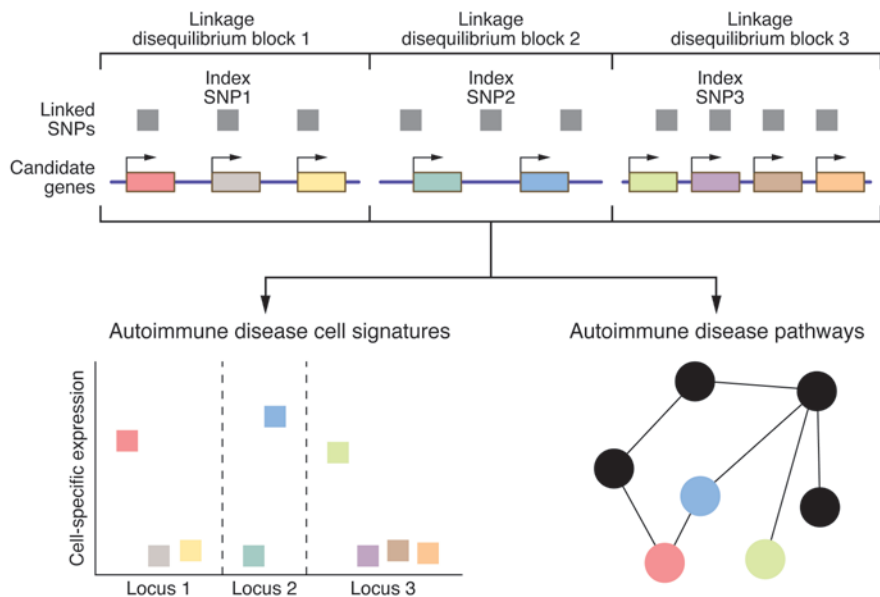 Linkage
disequilibrium block 1
Linkage
disequilibrium block 2
Linkage
disequilibrium block 3
Index
SNP1
Index
SNP2
Index
SNP3
Linked
SNPs
Candidate
genes
Autoimmune disease cell signatures
Autoimmune disease pathways
Cell-specific expression
Locus 1
Locus 2
Locus 3